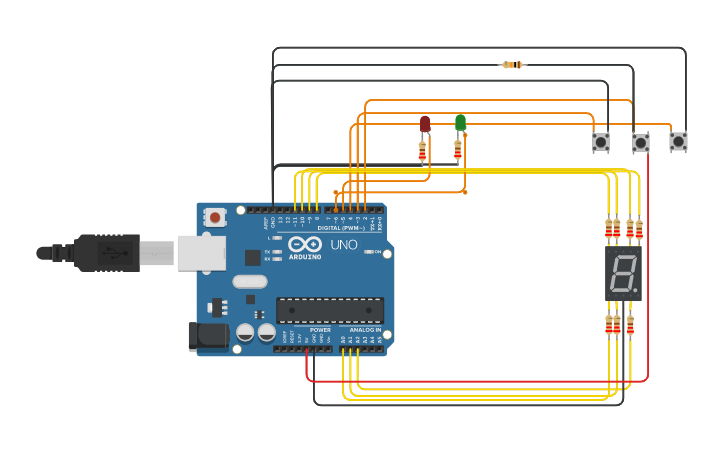 AREF
GND
13
12
~11
~10
~9
8
7
~6
~5
4
~3
2
TX→1
RX←0
DIGITAL (PWM~)
L
TX
RX
UNO
ON
ARDUINO
POWER
ANALOG IN
IOREF
RESET
3.3V
5V
GND
GND
Vin
A0
A1
A2
A3
A4
A5